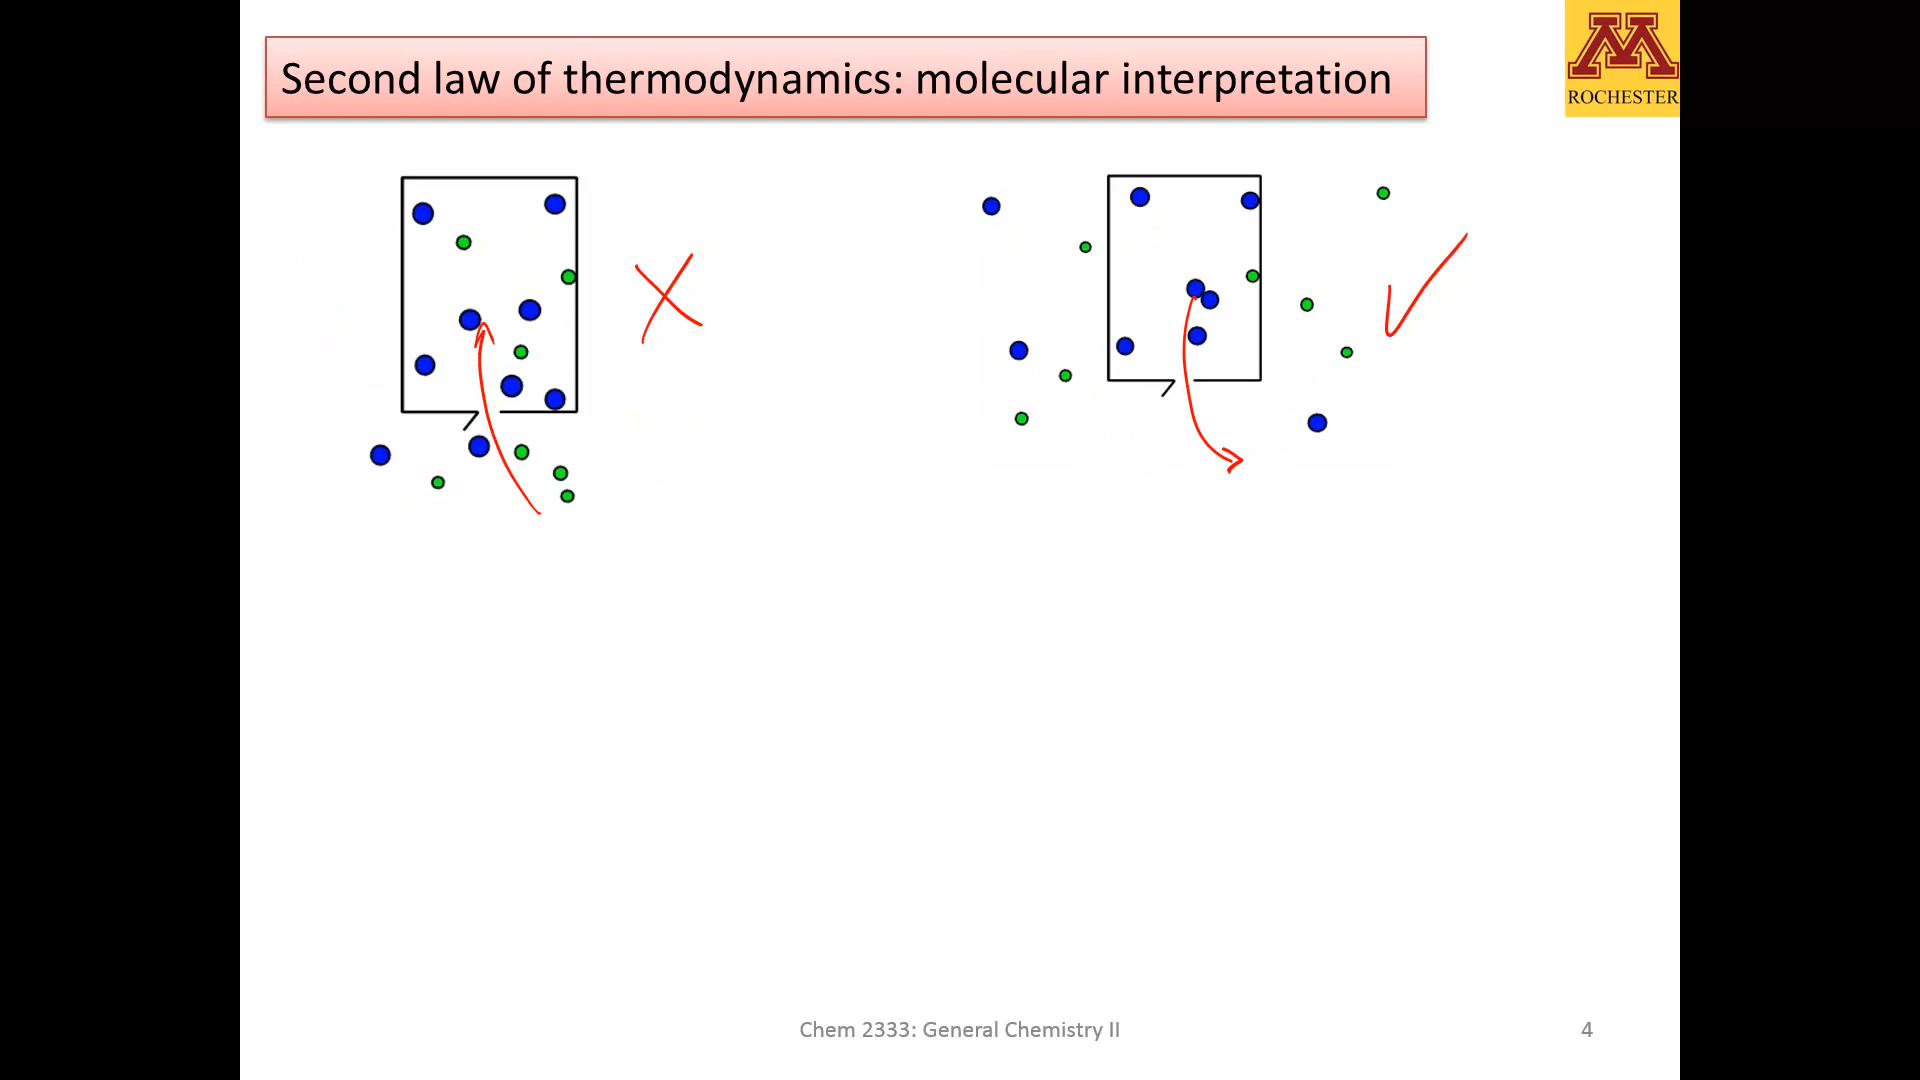 Second law of thermodynamics: molecular interpretation
M
ROCHESTER
Chem 2333: General Chemistry II
4